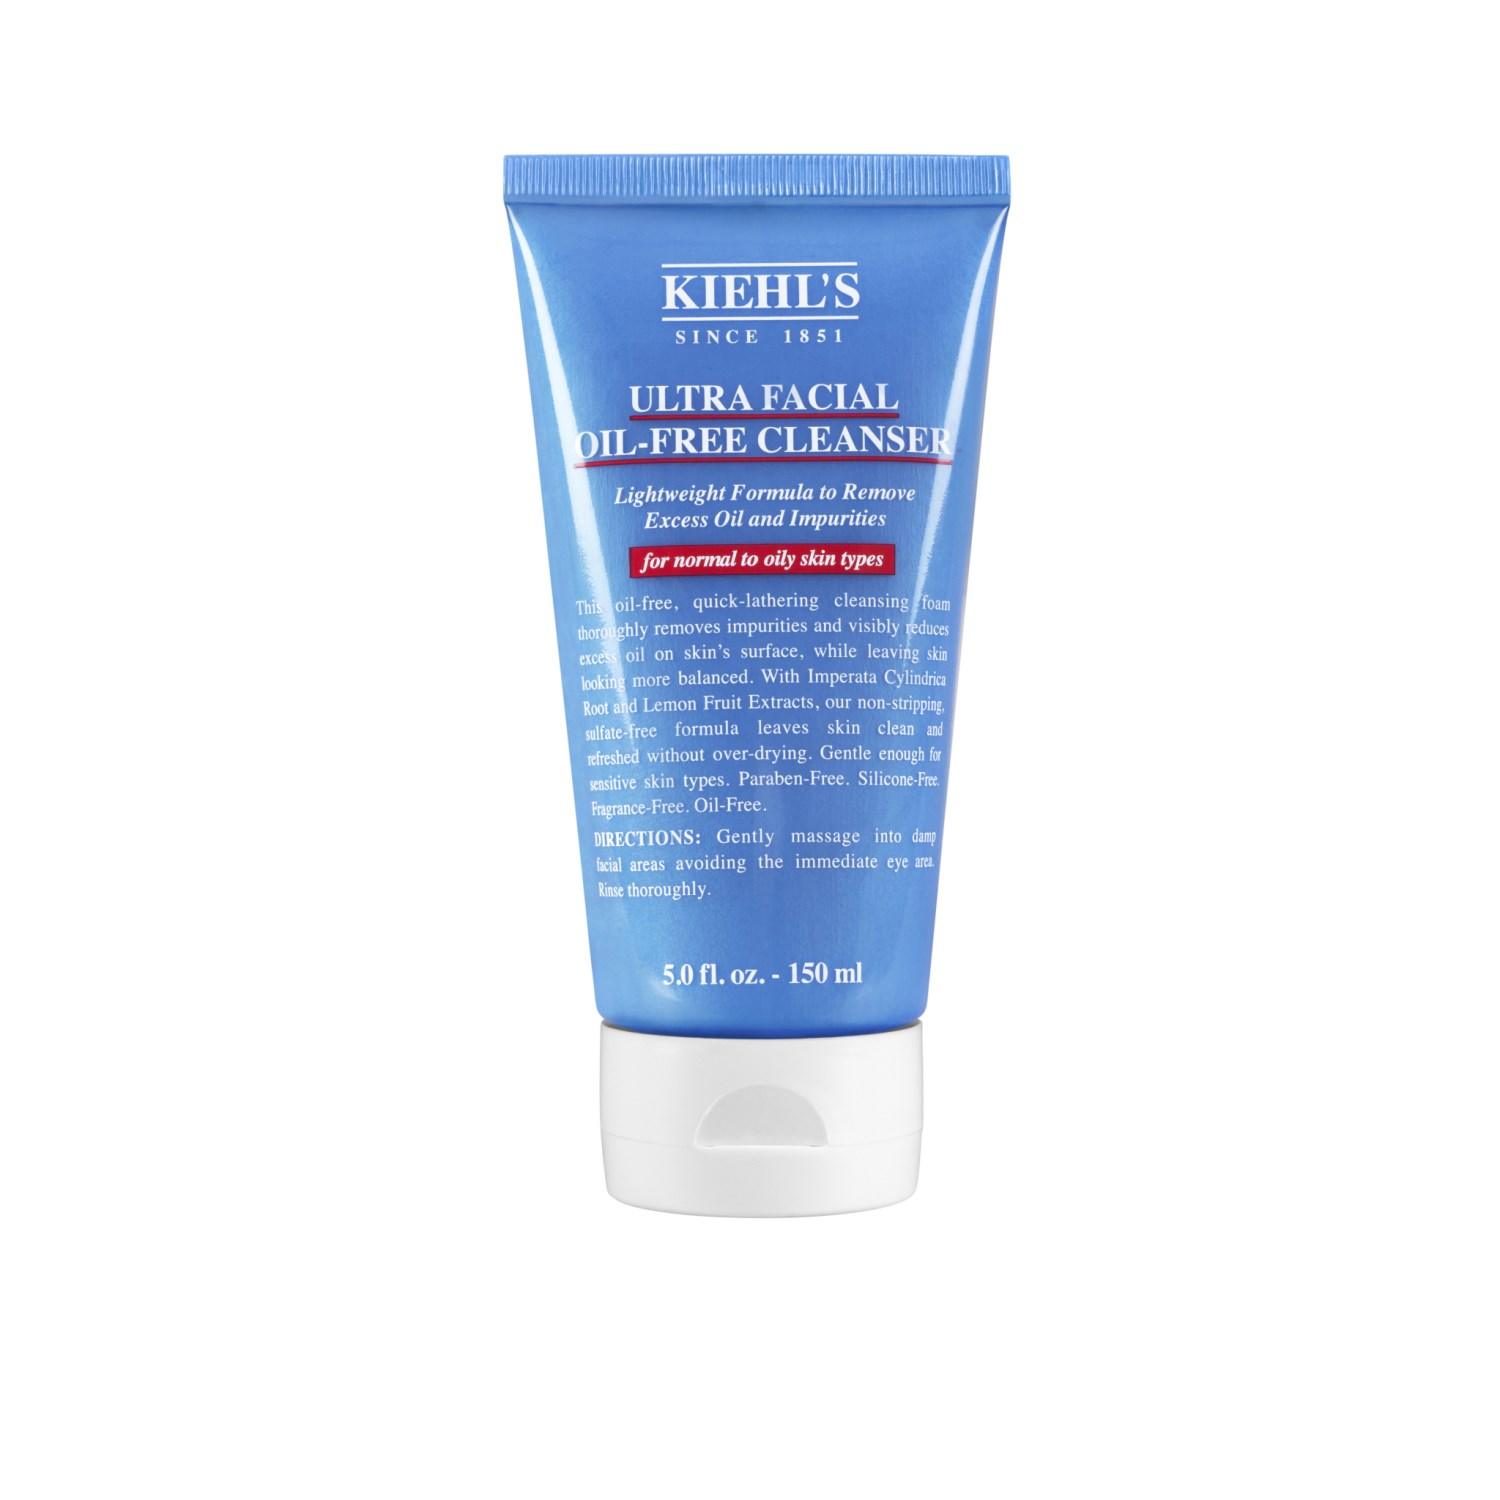 KIEHL'S
SINCE 1851
ULTRA FACIAL
OIL-FREE CLEANSER
Lightweight Formula to Remove
Excess Oil and Impurities
for normal to oily skin types
This oil-free, quick-lathering cleansing foam
thoroughly removes impurities and visibly reduces
excess oil on skin's surface, while leaving skin
looking more balanced. With Imperata Cylindrica
Root and Lemon Fruit Extracts, our non-stripping,
sulfate-free formula leaves skin clean and
refreshed without over-drying. Gentle enough for
sensitive skin types. Paraben-Free. Silicone-Free.
Fragrance-Free. Oil-Free.
DIRECTIONS: Gently massage into damp
facial areas avoiding the immediate eye area.
Rinse thoroughly.
5.0 fl. oz. - 150 ml